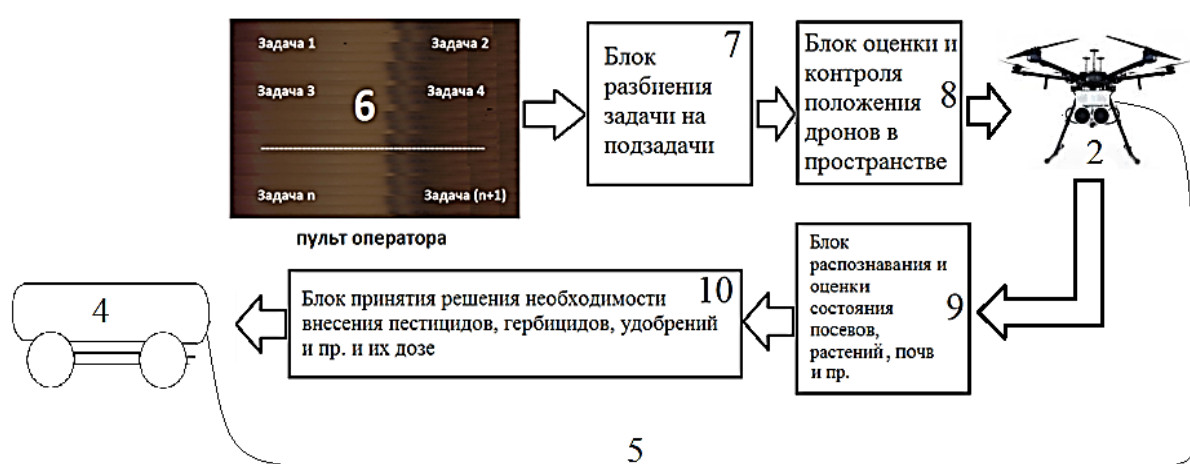 Задача 1
Задача 2
Задача 3
6
Задача 4
Задача n
Задача (n+1)
пульт оператора
7
Блок
разбиения
задачи на
подзадачи
Блок оценки и
контроля
положения 8
дронов в
пространстве
2
Блок
распознавания и
оценки
состояния 9
посевов,
растений, почв
и пр.
Блок принятия решения необходимости 10
внесения пестицидов, гербицидов, удобрений
и пр. и их дозе
4
5